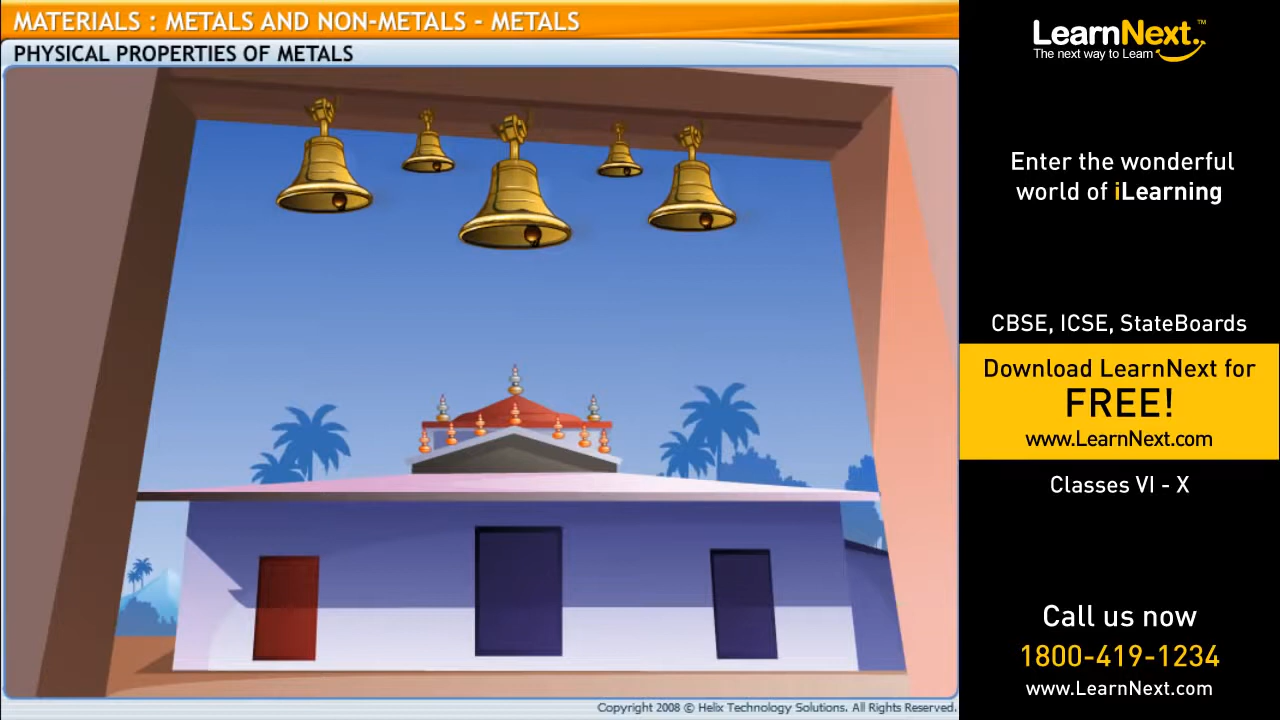 MATERIALS : METALS AND NON-METALS - METALS
PHYSICAL PROPERTIES OF METALS
Copyright 2008 © Helix Technology Solutions. All Rights Reserved.
LearnNext.™
The next way to Learn
Enter the wonderful
world of iLearning
CBSE, ICSE, StateBoards
Download LearnNext for
FREE!
www.LearnNext.com
Classes VI - X
Call us now
1800-419-1234
www.LearnNext.com